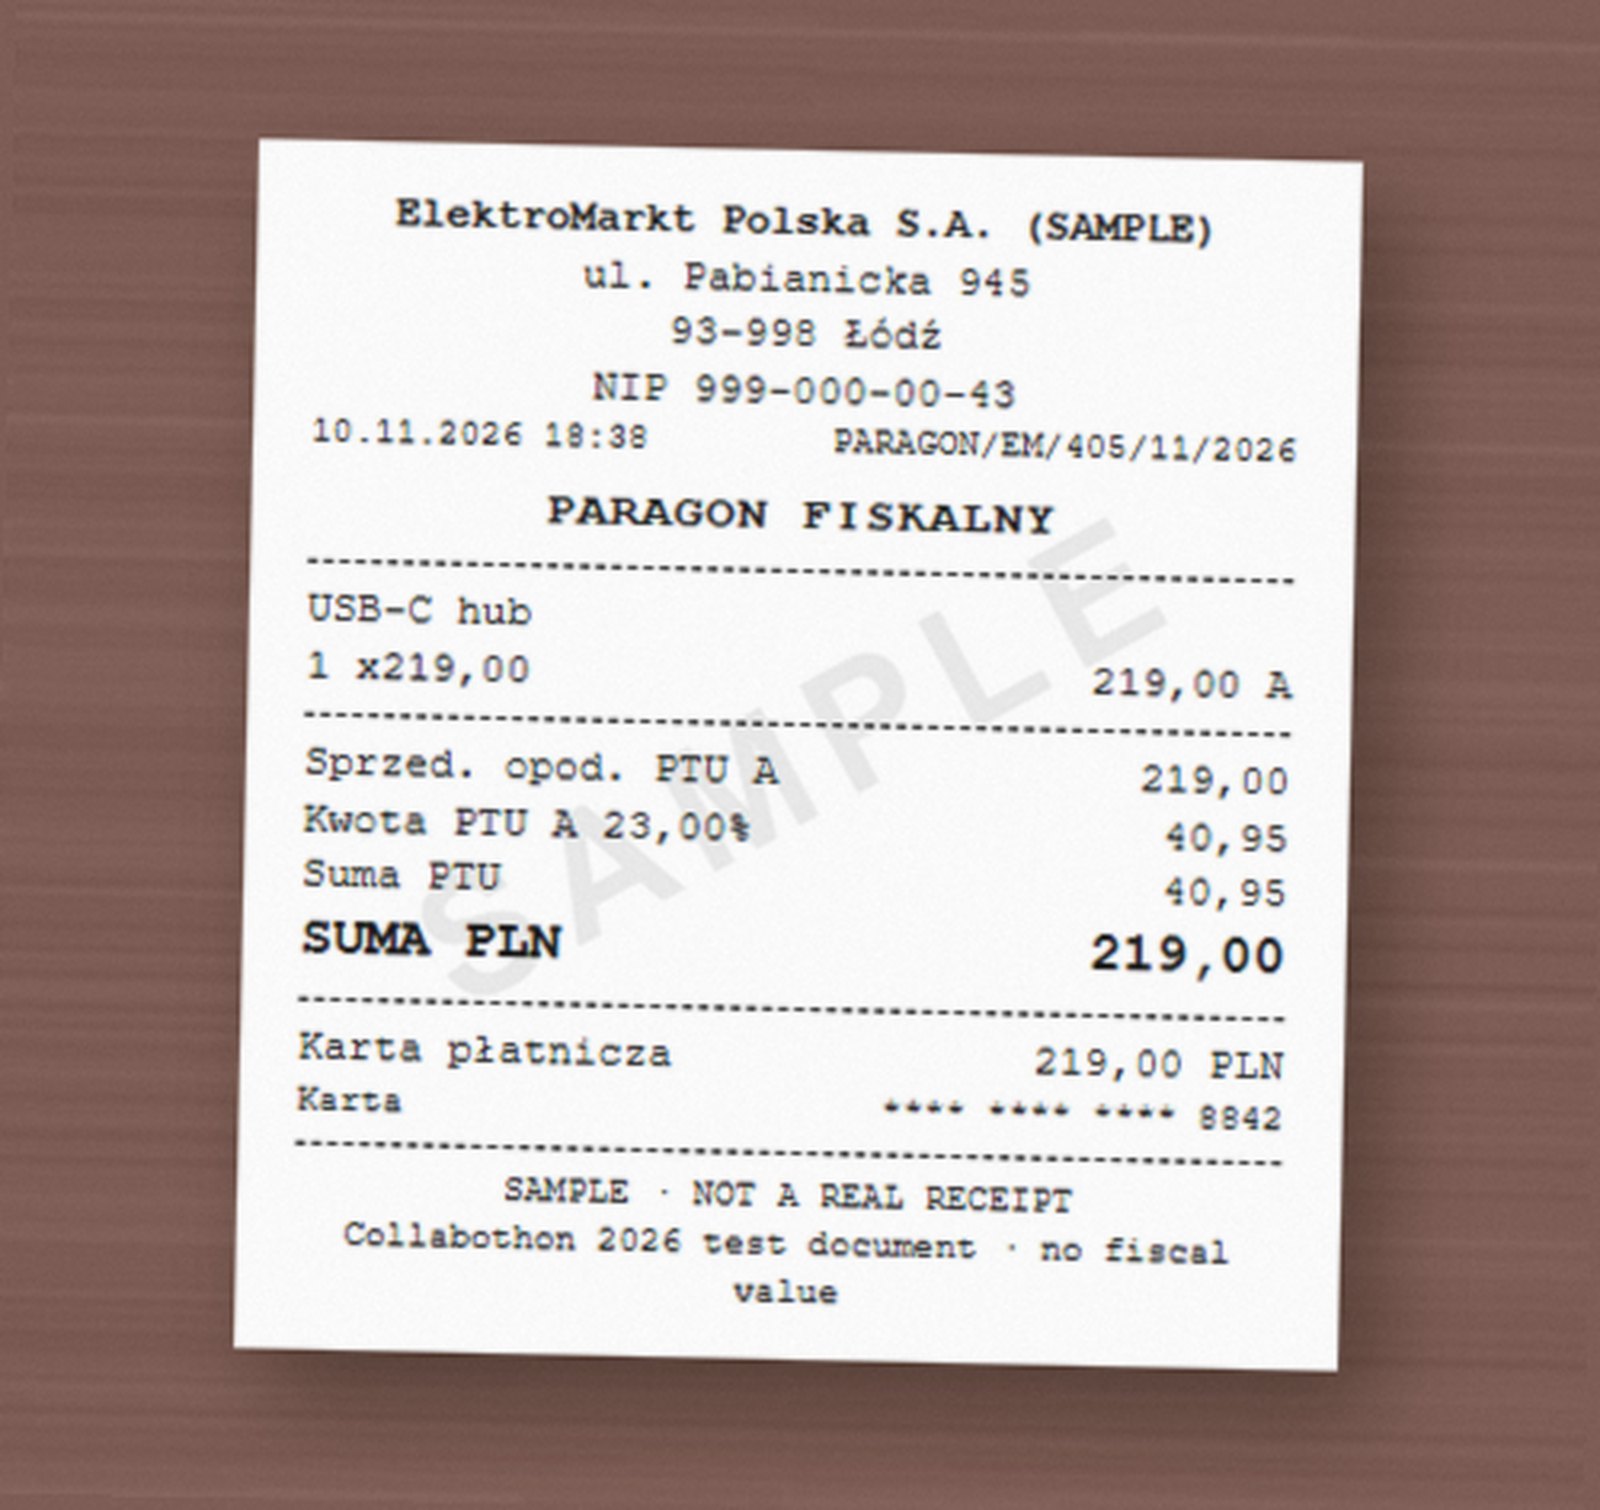 ElektroMarkt Polska S.A. (SAMPLE)
ul. Pabianicka 945
93-998 Łódź
NIP 999-000-00-43
10.11.2026 18:38 PARAGON/EM/405/11/2026
PARAGON FISKALNY
USB-C hub
1 x219,00 219,00 A
Sprzed. opod. PTU A 219,00
Kwota PTU A 23,00% 40,95
Suma PTU 40,95
SUMA PLN 219,00
Karta płatnicza 219,00 PLN
Karta **** **** **** 8842
SAMPLE · NOT A REAL RECEIPT
Collabothon 2026 test document · no fiscal
value
SAMPLE